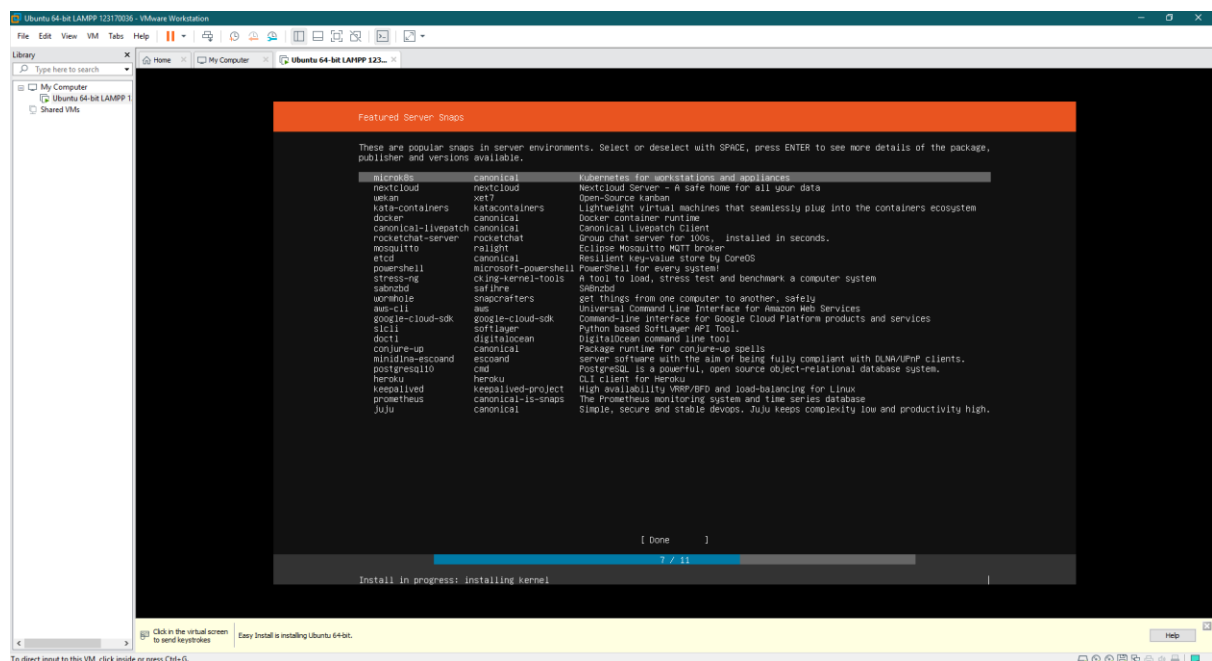 Ubuntu 64-bit LAMPP 123170036 - VMware Workstation
File Edit View VM Tabs Help
Library
Type here to search
My Computer
Ubuntu 64-bit LAMPP 1
Shared VMs
Home My Computer Ubuntu 64-bit LAMPP 123...
Featured Server Snaps
These are popular snaps in server environments. Select or deselect with SPACE, press ENTER to see more details of the package,
publisher and versions available.
microk8s canonical Kubernetes for workstations and appliances
nextcloud nextcloud Nextcloud Server - A safe home for all your data
wekan xet7 Open-Source kanban
kata-containers katacontainers Lightweight virtual machines that seamlessly plug into the containers ecosystem
docker canonical Docker container runtime
canonical-livepatch canonical Canonical Livepatch Client
rocketchat-server rocketchat Group chat server for 100s, installed in seconds.
mosquitto ralight Eclipse Mosquitto MQTT broker
etcd canonical Resilient key-value store by CoreOS
powershell microsoft-powershell PowerShell for every system!
stress-ng cking-kernel-tools A tool to load, stress test and benchmark a computer system
sabnzbd safihre SABnzbd
wormhole snapcrafters get things from one computer to another, safely
aws-cli aws Universal Command Line Interface for Amazon Web Services
google-cloud-sdk google-cloud-sdk Command-line interface for Google Cloud Platform products and services
slcli softlayer Python based SoftLayer API Tool.
doctl digitalocean DigitalOcean command line tool
conjure-up canonical Package runtime for conjure-up spells
minidlna-escoand escoand server software with the aim of being fully compliant with DLNA/UPnP clients.
postgresql10 cmd PostgreSQL is a powerful, open source object-relational database system.
heroku heroku CLI client for Heroku
keepalived keepalived-project High availability VRRP/BFD and load-balancing for Linux
prometheus canonical-is-snaps The Prometheus monitoring system and time series database
juju canonical Simple, secure and stable devops. Juju keeps complexity low and productivity high.
[ Done ]
7 / 11
Install in progress: installing kernel
Click in the virtual screen
to send keystrokes
Easy Install is installing Ubuntu 64-bit.
Help
To direct input to this VM, click inside or press Ctrl+G.